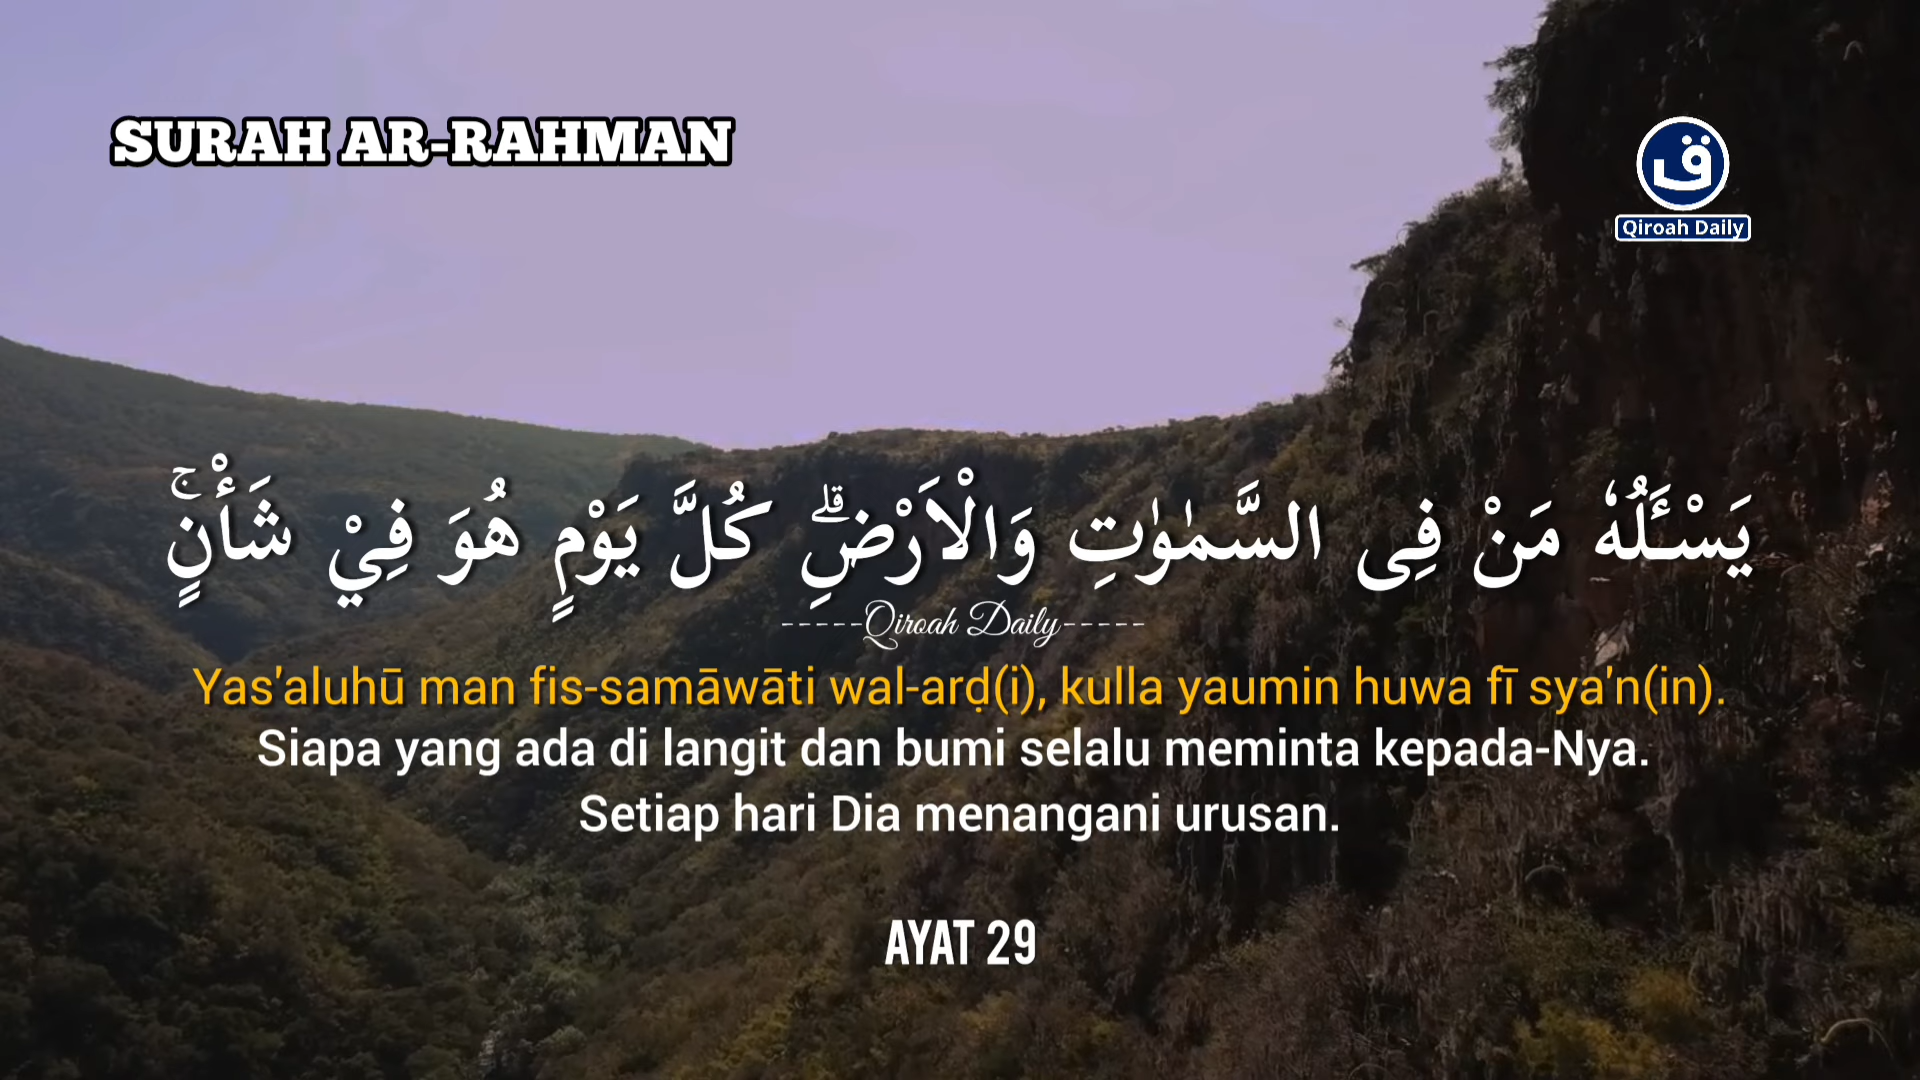 SURAH AR-RAHMAN
ق
Qiroah Daily
يَسْـَٔلُهٗ مَنْ فِى السَّمٰوٰتِ وَالْاَرْضِۗ كُلَّ يَوْمٍ هُوَ فِيْ شَأْنٍۚ
-----Qiroah Daily-----
Yas'aluhū man fis-samāwāti wal-arḍ(i), kulla yaumin huwa fī sya'n(in).
Siapa yang ada di langit dan bumi selalu meminta kepada-Nya.
Setiap hari Dia menangani urusan.
AYAT 29